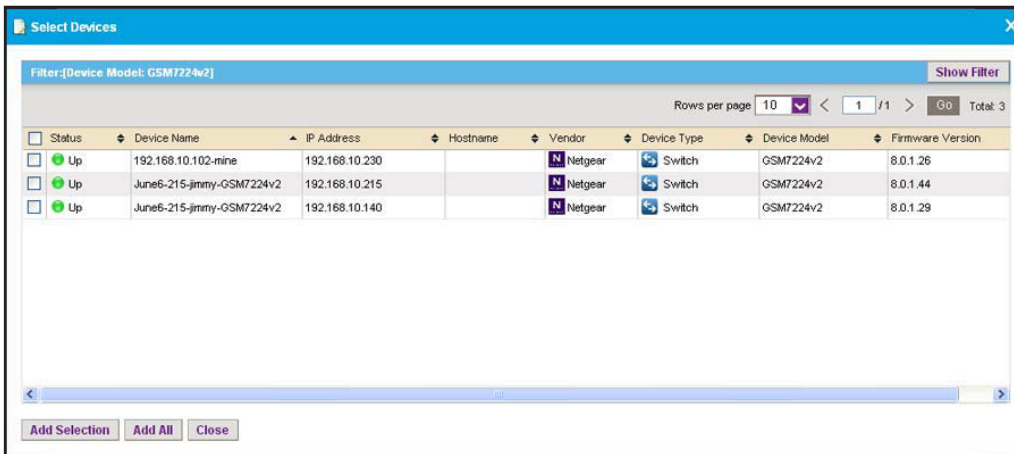 Select Devices X
Filter:[Device Model: GSM7224v2] Show Filter
Rows per page 10 < 1 /1 > Go Total: 3
Status Device Name IP Address Hostname Vendor Device Type Device Model Firmware Version
Up 192.168.10.102-mine 192.168.10.230 N Netgear Switch GSM7224v2 8.0.1.26
Up June6-215-jimmy-GSM7224v2 192.168.10.215 N Netgear Switch GSM7224v2 8.0.1.44
Up June6-215-jimmy-GSM7224v2 192.168.10.140 N Netgear Switch GSM7224v2 8.0.1.29
Add Selection Add All Close